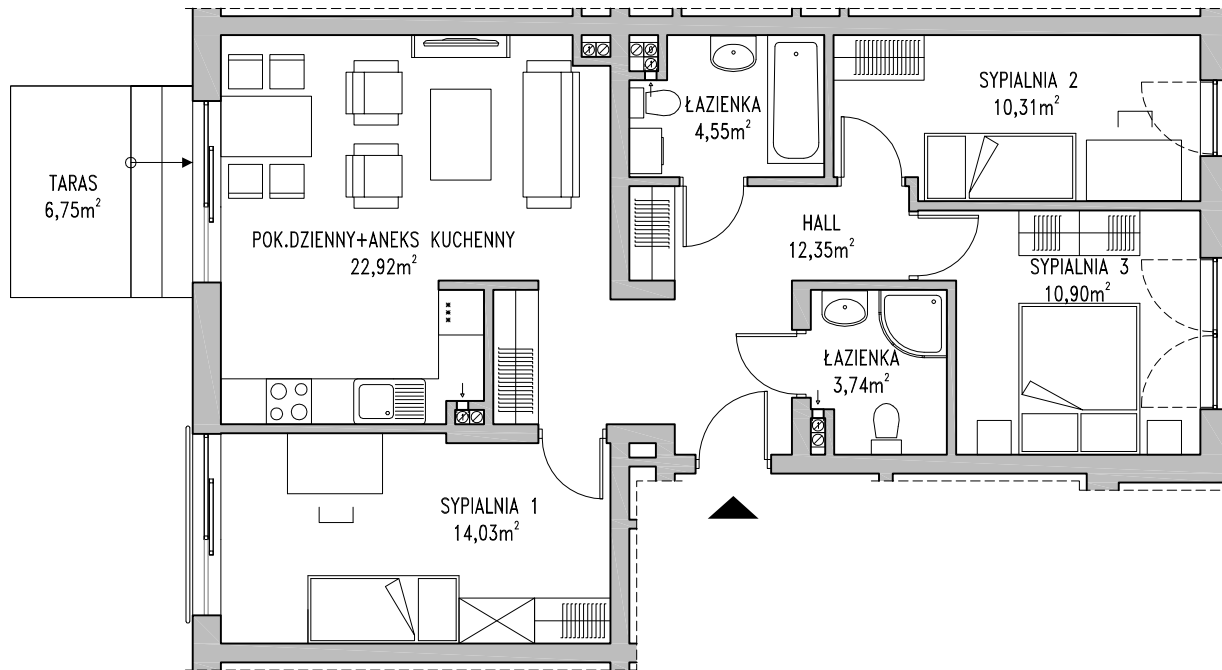 TARAS
6,75m²
POK.DZIENNY+ANEKS KUCHENNY
22,92m²
ŁAZIENKA
4,55m²
SYPIALNIA 2
10,31m²
HALL
12,35m²
SYPIALNIA 3
10,90m²
ŁAZIENKA
3,74m²
SYPIALNIA 1
14,03m²